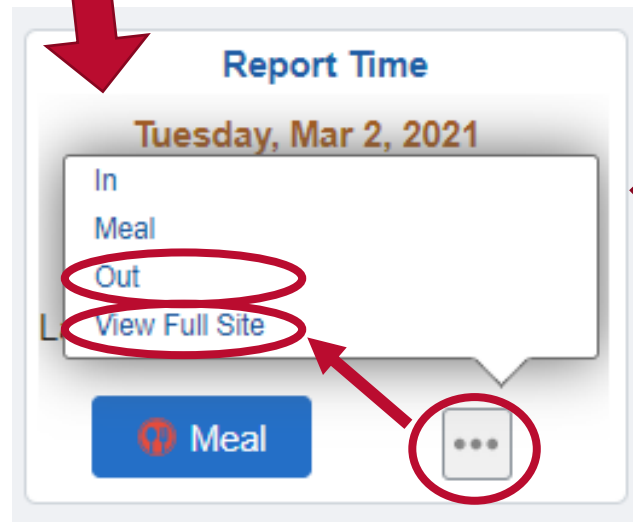 Report Time
Tuesday, Mar 2, 2021
In
Meal
Out
View Full Site
Meal